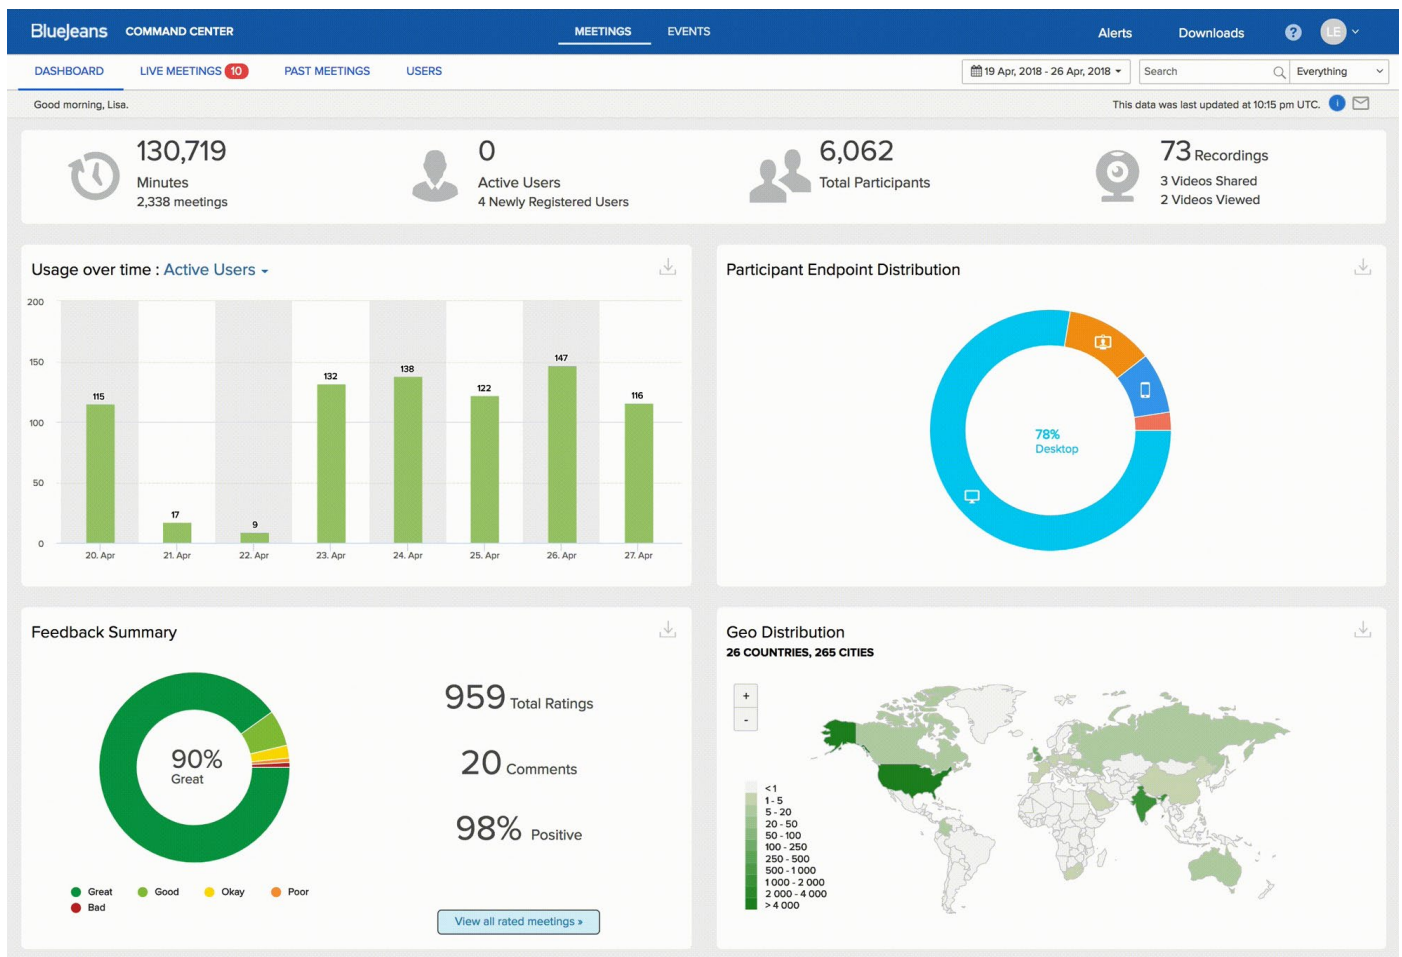 BlueJeans COMMAND CENTER MEETINGS EVENTS Alerts Downloads ? LE
DASHBOARD LIVE MEETINGS 10 PAST MEETINGS USERS 19 Apr, 2018 - 26 Apr, 2018 Search Everything
Good morning, Lisa. This data was last updated at 10:15 pm UTC. i
130,719
Minutes
2,338 meetings
0
Active Users
4 Newly Registered Users
6,062
Total Participants
73 Recordings
3 Videos Shared
2 Videos Viewed
Usage over time : Active Users
200
150
100
50
0
115
17
9
132
138
122
147
116
20. Apr 21. Apr 22. Apr 23. Apr 24. Apr 25. Apr 26. Apr 27. Apr
Participant Endpoint Distribution
78%
Desktop
Feedback Summary
90%
Great
959 Total Ratings
20 Comments
98% Positive
Great Good Okay Poor
Bad
View all rated meetings »
Geo Distribution
26 COUNTRIES, 265 CITIES
+
-
<1
1 - 5
5 - 20
20 - 50
50 - 100
100 - 250
250 - 500
500 - 1 000
1 000 - 2 000
2 000 - 4 000
> 4 000